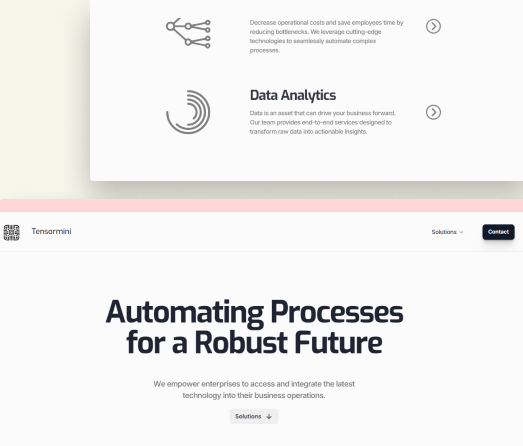 Decrease operational costs and save employees time by
reducing bottlenecks. We leverage cutting-edge
technologies to seamlessly automate complex
processes.
Data Analytics
Data is an asset that can drive your business forward.
Our team provides end-to-end services designed to
transform raw data into actionable insights.
Tensormini
Solutions
Contact
Automating Processes
for a Robust Future
We empower enterprises to access and integrate the latest
technology into their business operations.
Solutions